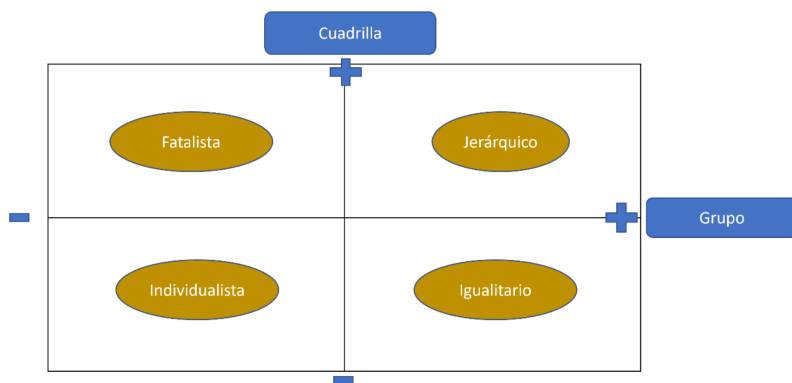 Cuadrilla
Fatalista
Jerárquico
Grupo
Individualista
Igualitario